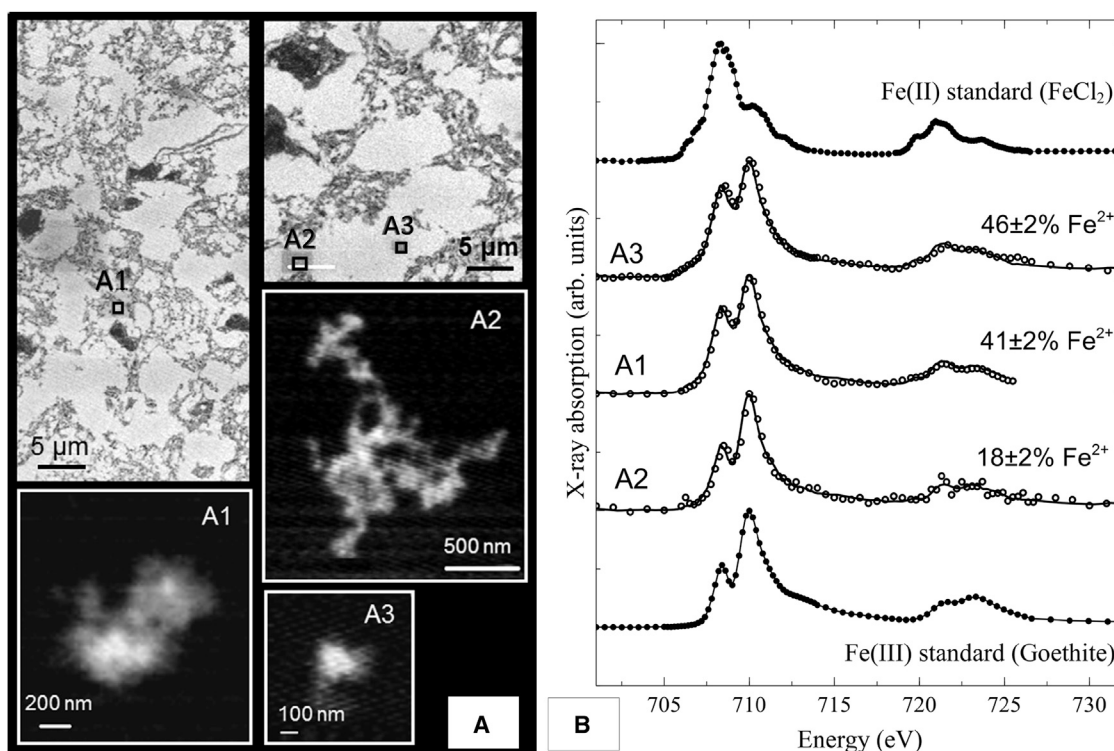 A1
5 µm
A2
A3
5 µm
A2
500 nm
A1
200 nm
A3
100 nm
A
X-ray absorption (arb. units)
Fe(II) standard (FeCl₂)
A3
46±2% Fe²⁺
A1
41±2% Fe²⁺
A2
18±2% Fe²⁺
Fe(III) standard (Goethite)
B
705 710 715 720 725 730
Energy (eV)